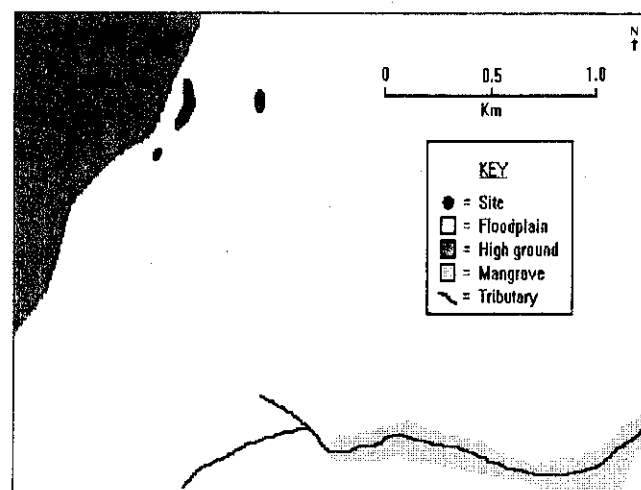 N
0 0.5 1.0
Km
KEY
= Site
= Floodplain
= High ground
= Mangrove
= Tributary